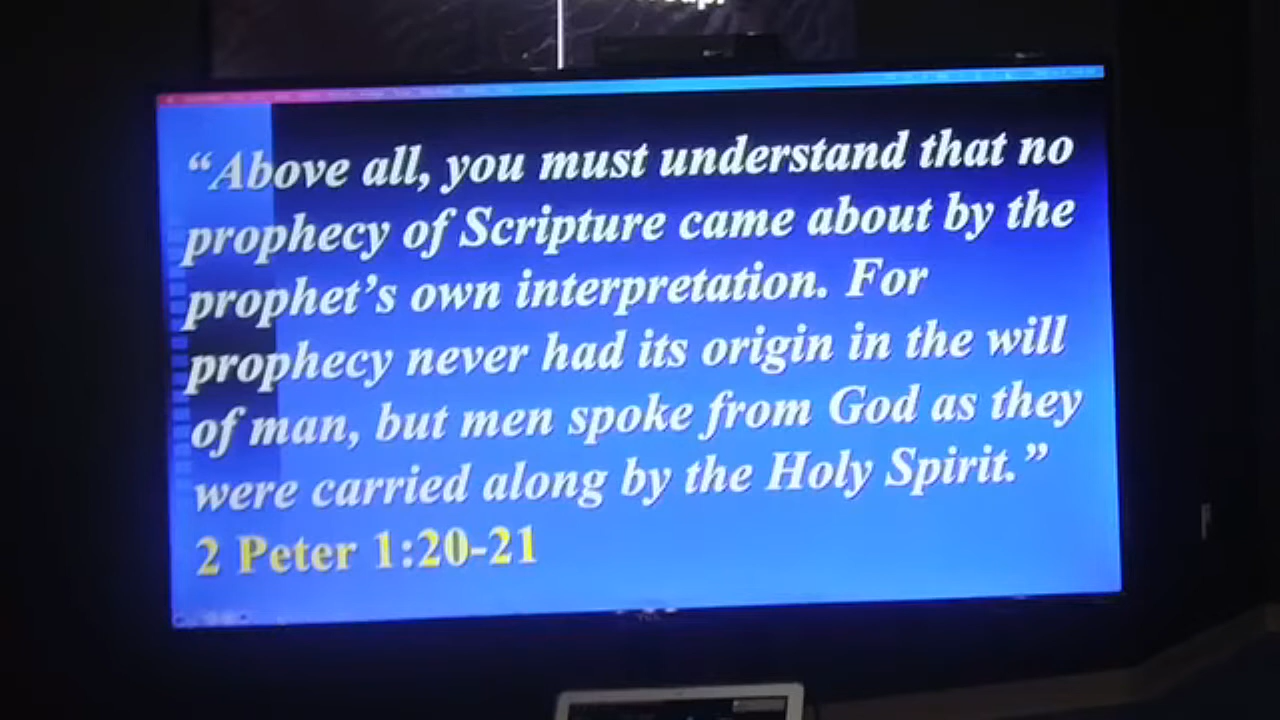 “Above all, you must understand that no
prophecy of Scripture came about by the
prophet’s own interpretation. For
prophecy never had its origin in the will
of man, but men spoke from God as they
were carried along by the Holy Spirit.”
2 Peter 1:20-21